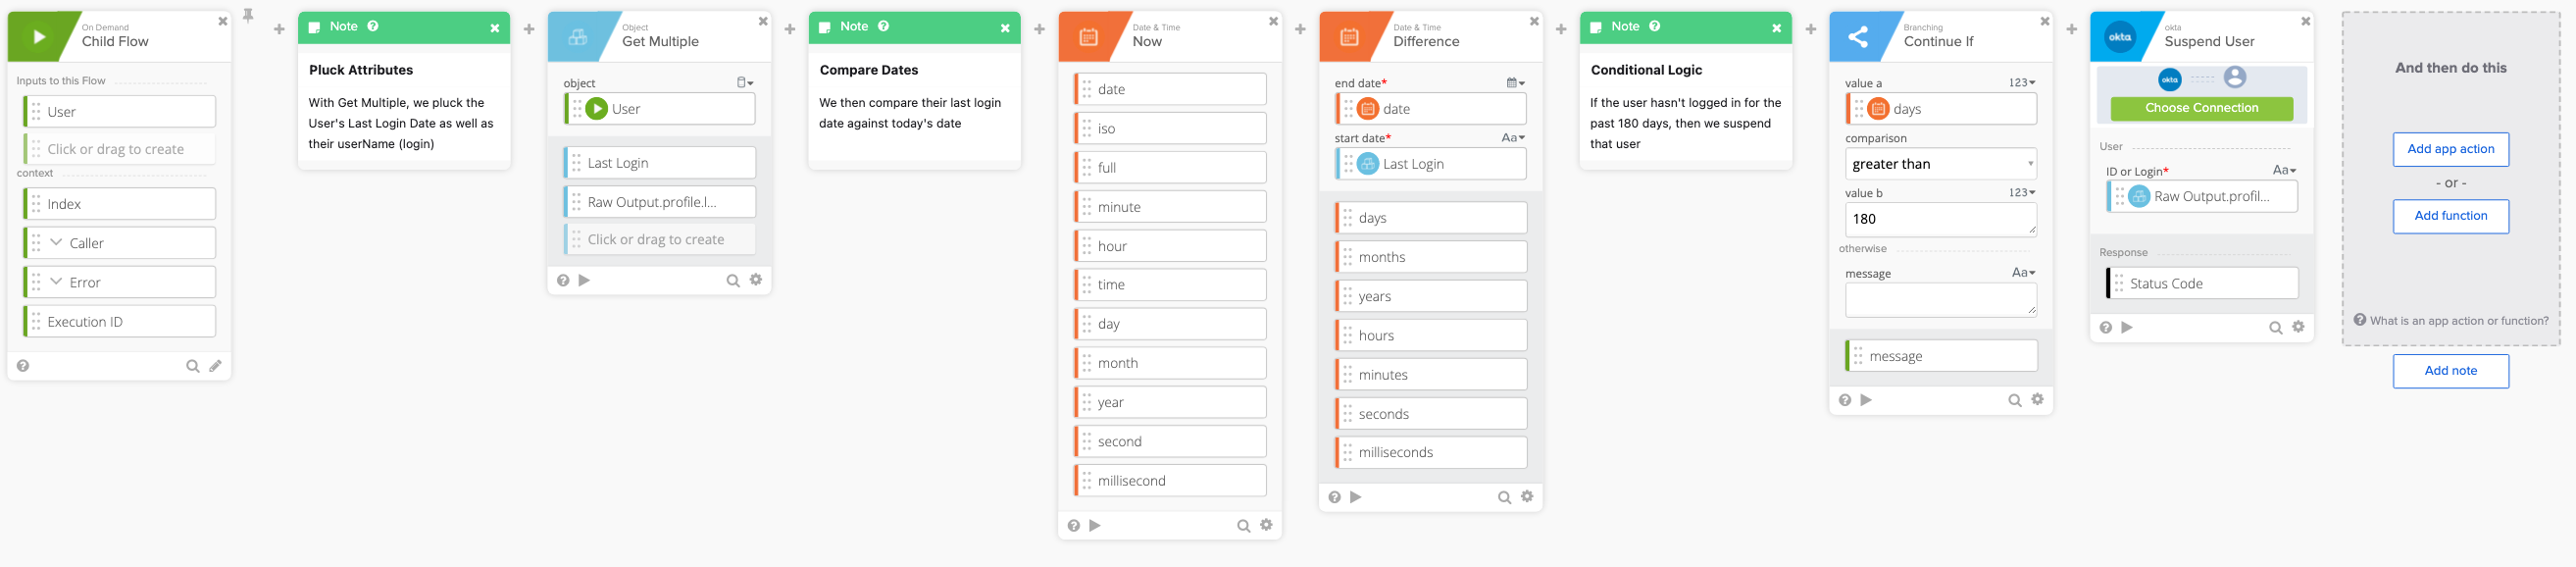 On Demand
Child Flow
Inputs to this Flow
User
Click or drag to create
context
Index
Caller
Error
Execution ID
Note
Pluck Attributes
With Get Multiple, we pluck the
User's Last Login Date as well as
their userName (login)
Object
Get Multiple
object
User
Last Login
Raw Output.profile.l...
Click or drag to create
Note
Compare Dates
We then compare their last login
date against today's date
Date & Time
Now
date
iso
full
minute
hour
time
day
month
year
second
millisecond
Date & Time
Difference
end date*
date
start date*
Aa
Last Login
days
months
years
hours
minutes
seconds
milliseconds
Note
Conditional Logic
If the user hasn't logged in for the
past 180 days, then we suspend
that user
Branching
Continue If
value a
123
days
comparison
greater than
value b
123
180
otherwise
message
Aa
message
okta
okta
Suspend User
okta
Choose Connection
User
ID or Login*
Aa
Raw Output.profil...
Response
Status Code
And then do this
Add app action
- or -
Add function
What is an app action or function?
Add note